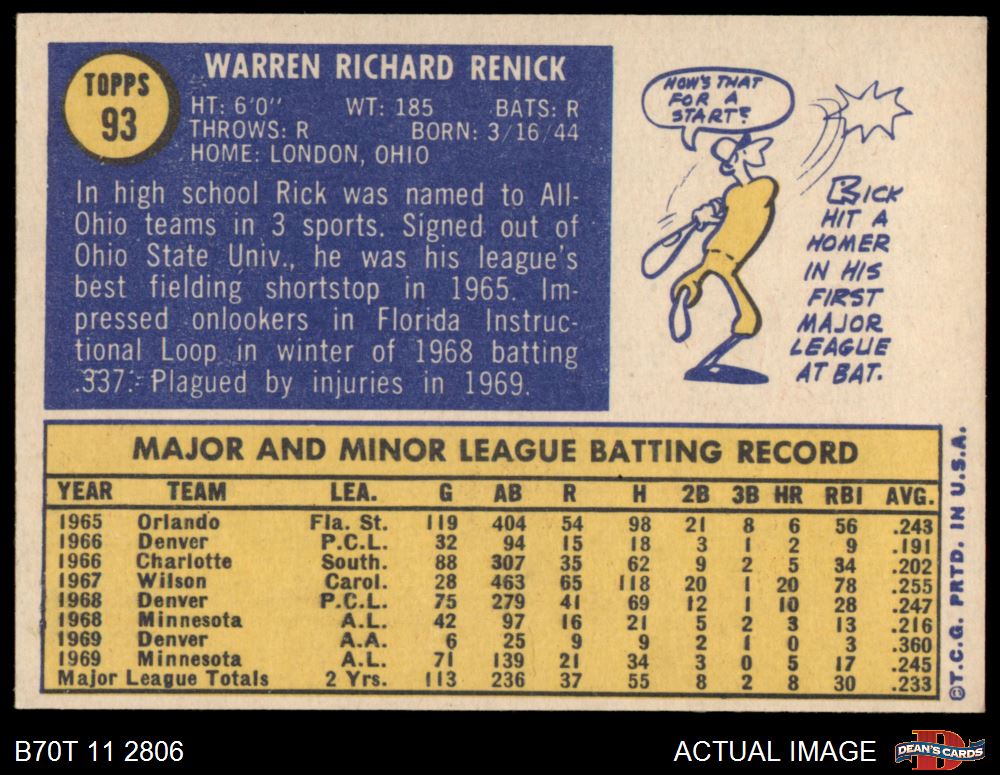 TOPPS
93
WARREN RICHARD RENICK
HT: 6'0" WT: 185 BATS: R
THROWS: R BORN: 3/16/44
HOME: LONDON, OHIO
In high school Rick was named to All-
Ohio teams in 3 sports. Signed out of
Ohio State Univ., he was his league's
best fielding shortstop in 1965. Im-
pressed onlookers in Florida Instruc-
tional Loop in winter of 1968 batting
.337. Plagued by injuries in 1969.
HOW'S THAT
FOR A
START?
RICK
HIT A
HOMER
IN HIS
FIRST
MAJOR
LEAGUE
AT BAT.
MAJOR AND MINOR LEAGUE BATTING RECORD
YEAR TEAM LEA. G AB R H 2B 3B HR RBI AVG.
1965 Orlando Fla. St. 119 404 54 98 21 8 6 56 .243
1966 Denver P.C.L. 32 94 15 18 3 1 2 9 .191
1966 Charlotte South. 88 307 35 62 9 2 5 34 .202
1967 Wilson Carol. 28 463 65 118 20 1 20 78 .255
1968 Denver P.C.L. 75 279 41 69 12 1 10 28 .247
1968 Minnesota A.L. 42 97 16 21 5 2 3 13 .216
1969 Denver A.A. 6 25 9 9 2 1 0 3 .360
1969 Minnesota A.L. 71 139 21 34 3 0 5 17 .245
Major League Totals 2 Yrs. 113 236 37 55 8 2 8 30 .233
©T.C.G. PRTD. IN U.S.A.
B70T 11 2806
ACTUAL IMAGE
B
DEAN'S CARDS